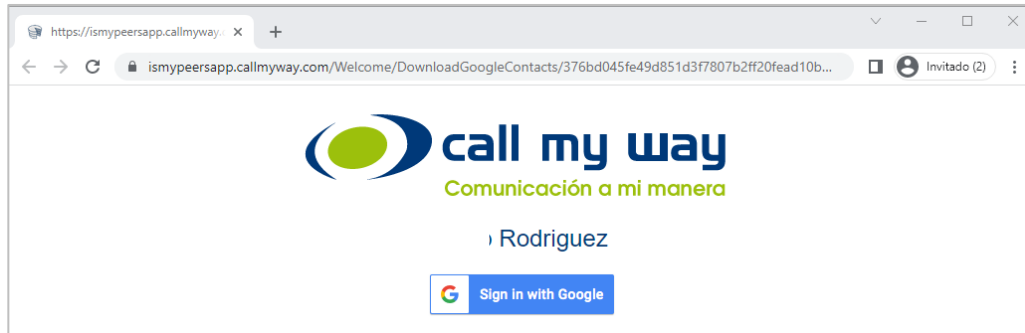 https://ismypeersapp.callmyway.
ismypeersapp.callmyway.com/Welcome/DownloadGoogleContacts/376bd045fe49d851d3f7807b2ff20fead10b...
Invitado (2)
call my way
Comunicación a mi manera
Rodriguez
G Sign in with Google